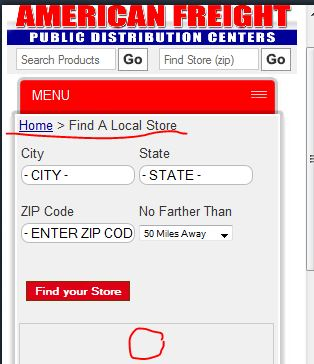 AMERICAN FREIGHT
PUBLIC DISTRIBUTION CENTERS
Search Products Go Find Store (zip) Go
MENU
Home > Find A Local Store
City State
- CITY - - STATE -
ZIP Code No Farther Than
- ENTER ZIP COD 50 Miles Away
Find your Store